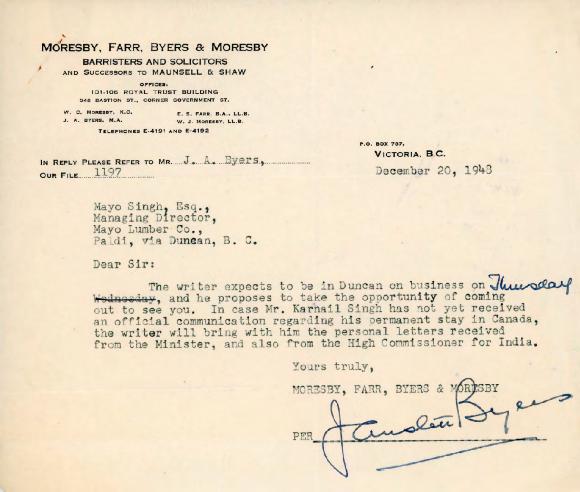 MORESBY, FARR, BYERS & MORESBY
BARRISTERS AND SOLICITORS
AND SUCCESSORS TO MAUNSELL & SHAW
OFFICES:
101-106 ROYAL TRUST BUILDING
548 BASTION ST., CORNER GOVERNMENT ST.
W. C. MORESBY, K.C. E. S. FARR, B.A., LL.B.
J. A. BYERS, M.A. W. J. MORESBY, LL.B.
TELEPHONES E-4191 AND E-4192
P.O. BOX 787,
VICTORIA, B.C.
IN REPLY PLEASE REFER TO MR. J. A. Byers,
OUR FILE 1197
December 20, 1948
Mayo Singh, Esq.,
Managing Director,
Mayo Lumber Co.,
Paldi, via Duncan, B. C.
Dear Sir:
The writer expects to be in Duncan on business on Thursday
Wednesday, and he proposes to take the opportunity of coming
out to see you. In case Mr. Karnail Singh has not yet received
an official communication regarding his permanent stay in Canada,
the writer will bring with him the personal letters received
from the Minister, and also from the High Commissioner for India.
Yours truly,
MORESBY, FARR, BYERS & MORESBY
PER Byers